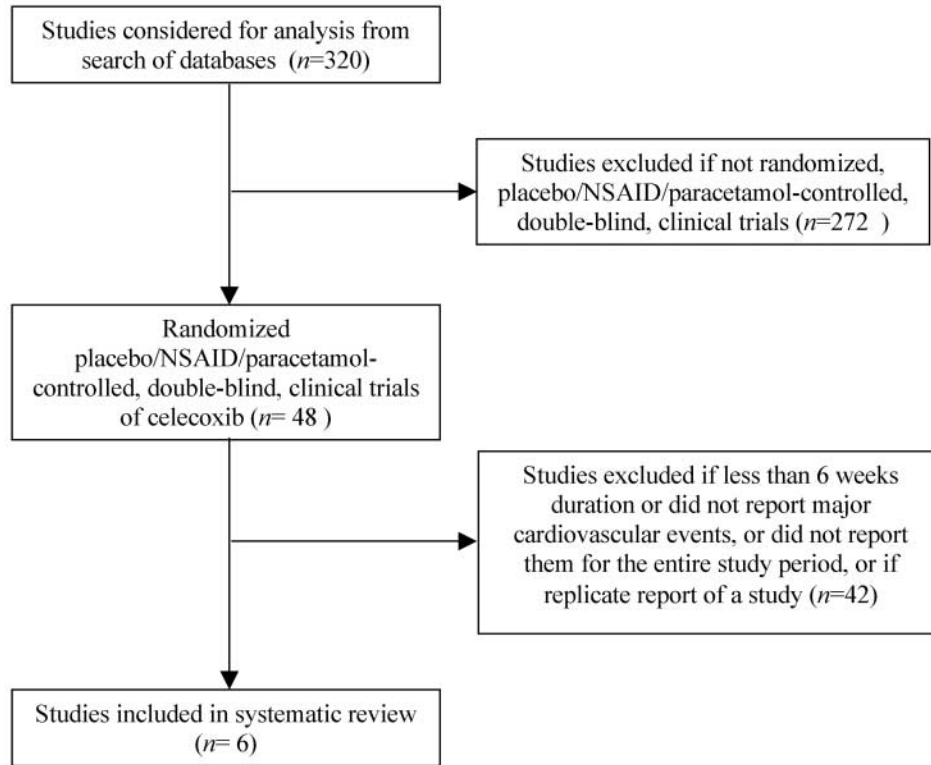 Studies considered for analysis from
search of databases  (n=320)
Studies excluded if not randomized,
placebo/NSAID/paracetamol-controlled,
double-blind, clinical trials (n=272  )
Randomized
placebo/NSAID/paracetamol-
controlled, double-blind, clinical trials
of celecoxib (n= 48 )
Studies excluded if less than 6 weeks
duration or did not report major
cardiovascular events, or did not report
them for the entire study period, or if
replicate report of a study (n=42)
Studies included in systematic review
(n= 6)